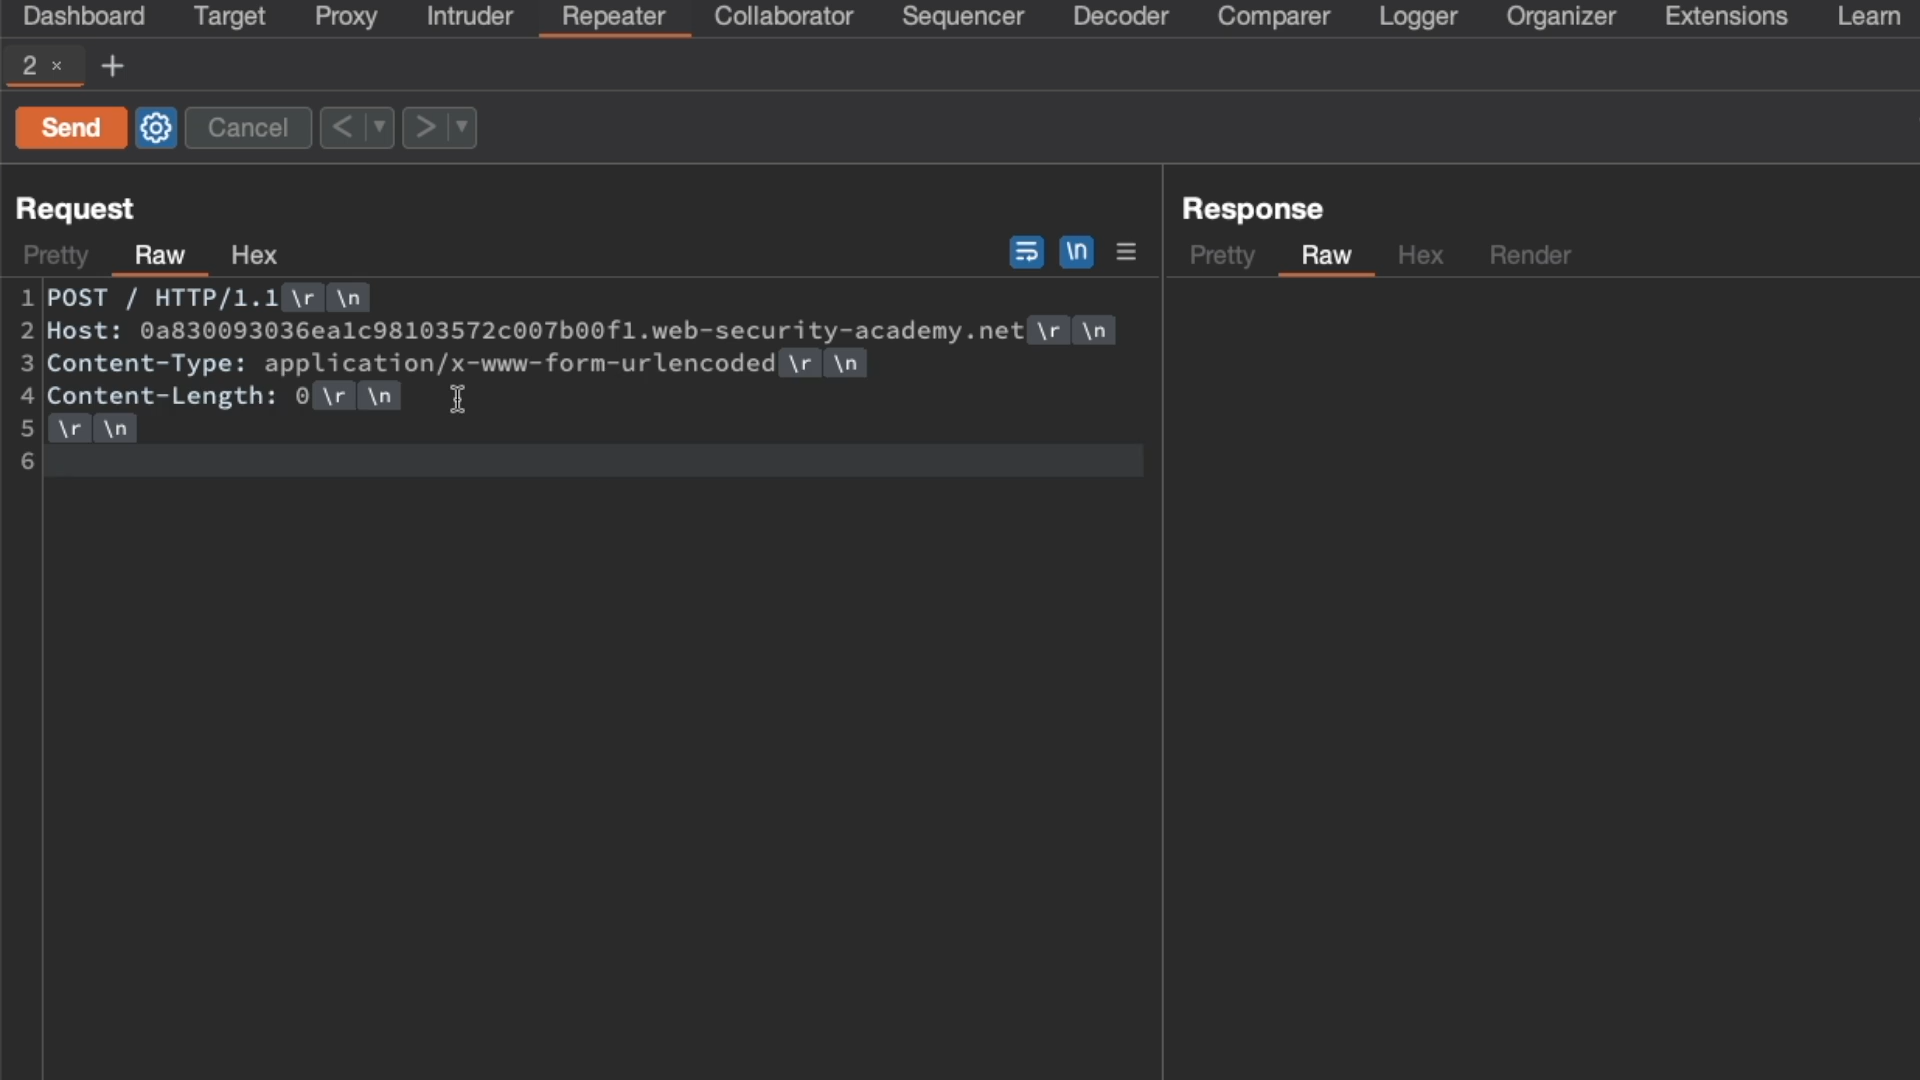 Dashboard Target Proxy Intruder Repeater Collaborator Sequencer Decoder Comparer Logger Organizer Extensions Learn
2 × +
Send Cancel < ▼ > ▼
Request
Response
Pretty Raw Hex \n
Pretty Raw Hex Render
1 POST / HTTP/1.1 \r \n
2 Host: 0a830093036ea1c98103572c007b00f1.web-security-academy.net \r \n
3 Content-Type: application/x-www-form-urlencoded \r \n
4 Content-Length: 0 \r \n
5 \r \n
6